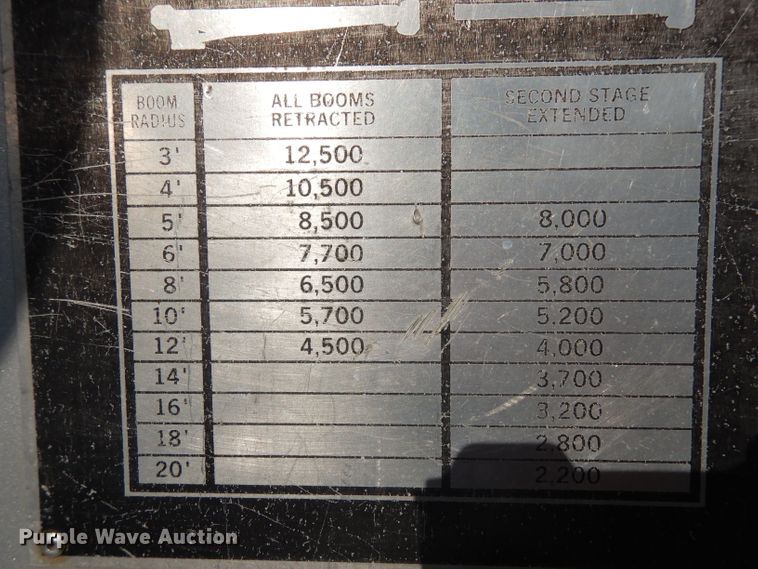 BOOM RADIUS ALL BOOMS RETRACTED SECOND STAGE EXTENDED
3' 12,500
4' 10,500
5' 8,500 8,000
6' 7,700 7,000
8' 6,500 5,800
10' 5,700 5.200
12' 4,500 4,000
14' 3,700
16' 3,200
18' 2,800
20' 2.200
Purple Wave Auction